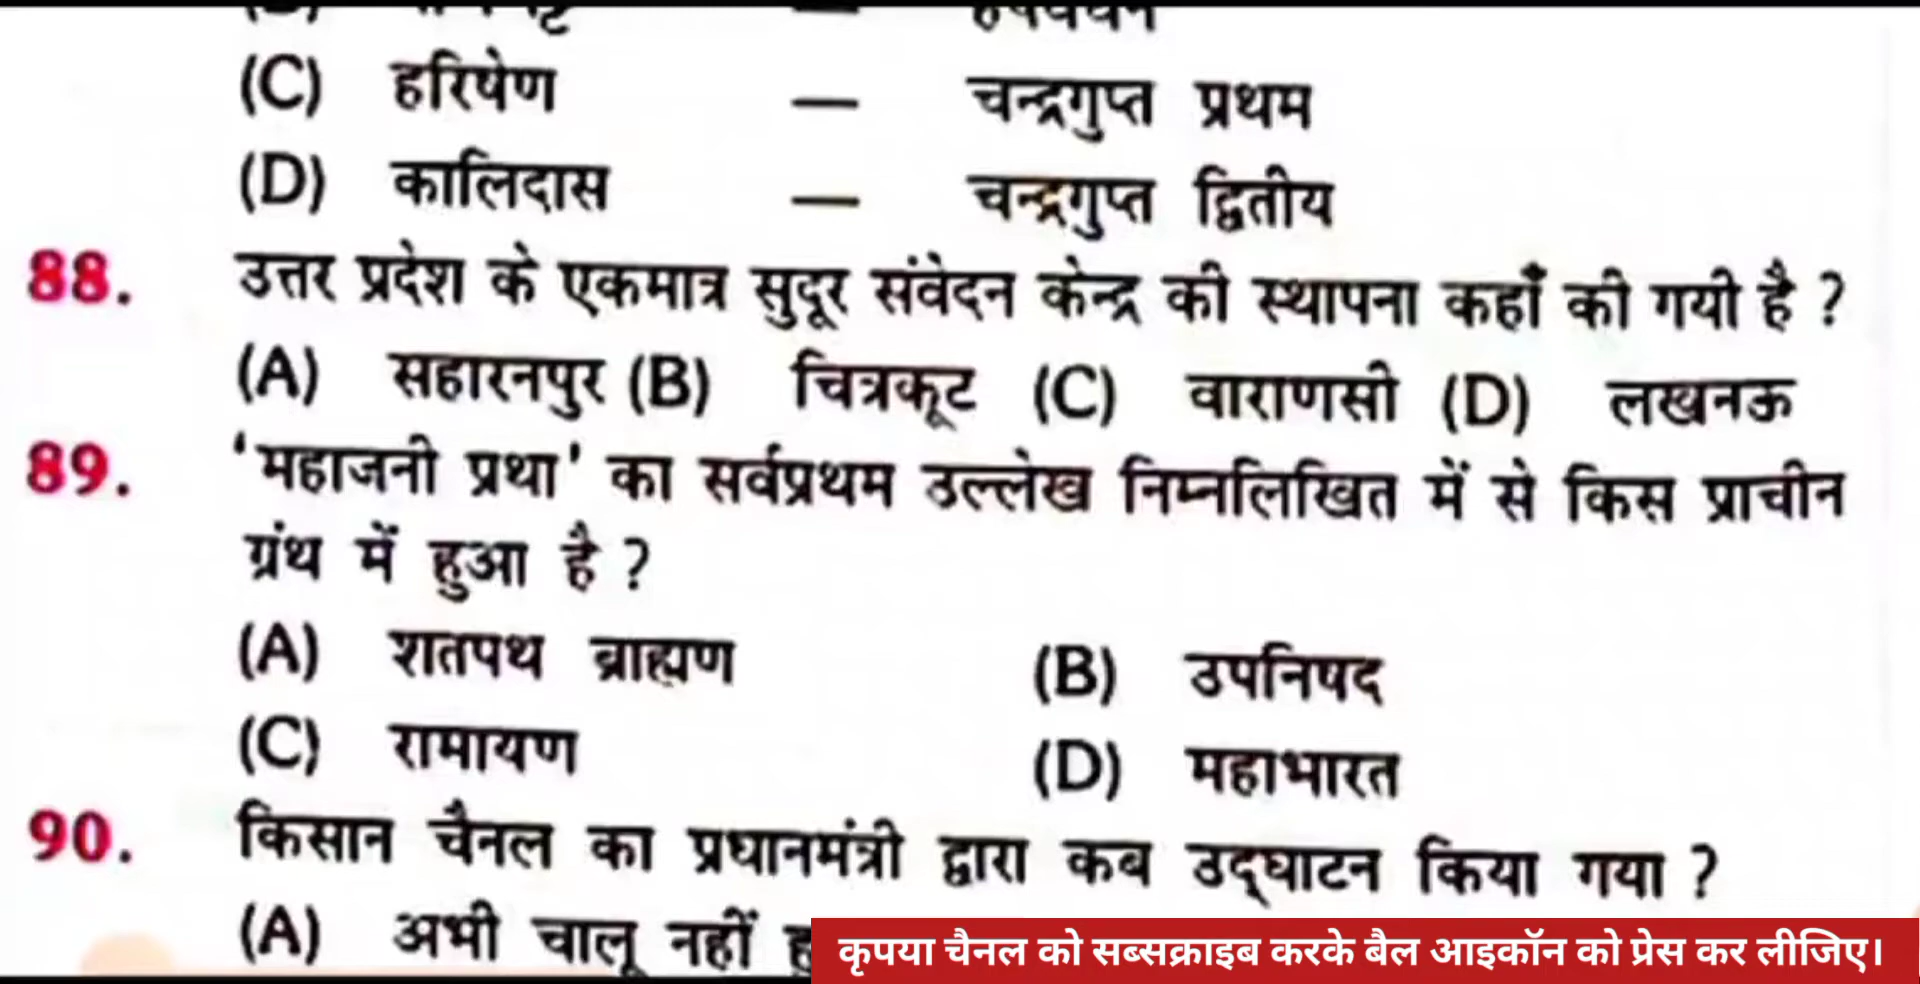 (C) हरिषेण — चन्द्रगुप्त प्रथम
(D) कालिदास — चन्द्रगुप्त द्वितीय
88. उत्तर प्रदेश के एकमात्र सुदूर संवेदन केन्द्र की स्थापना कहाँ की गयी है ?
(A) सहारनपुर (B) चित्रकूट (C) वाराणसी (D) लखनऊ
89. 'महाजनी प्रथा' का सर्वप्रथम उल्लेख निम्नलिखित में से किस प्राचीन
ग्रंथ में हुआ है ?
(A) शतपथ ब्राह्मण (B) उपनिषद
(C) रामायण (D) महाभारत
90. किसान चैनल का प्रधानमंत्री द्वारा कब उद्घाटन किया गया ?
(A) अभी चालू नहीं
कृपया चैनल को सब्सक्राइब करके बैल आइकॉन को प्रेस कर लीजिए।